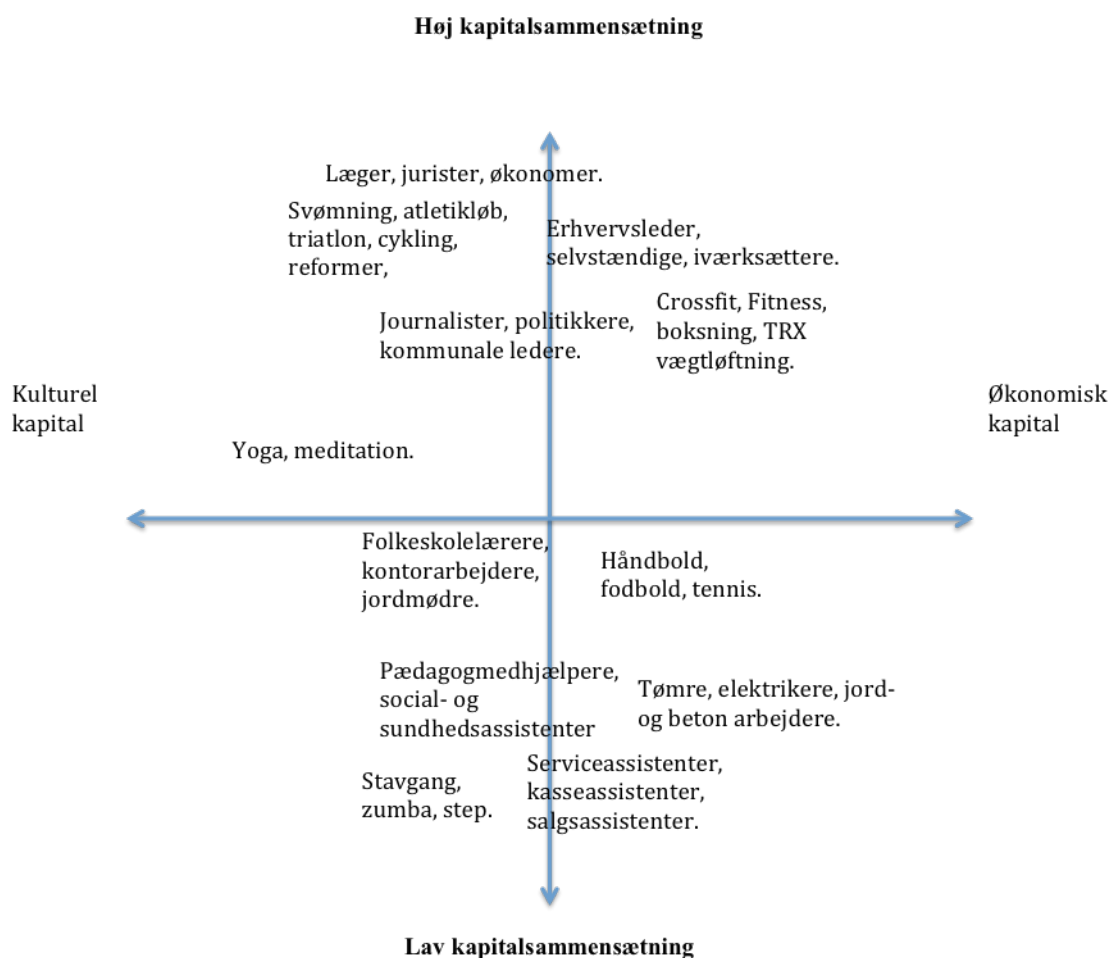 Høj kapitalsammensætning
Læger, jurister, økonomer.
Svømning, atletikløb,
triatlon, cykling,
reformer,
Erhvervsleder,
selvstændige, iværksættere.
Journalister, politikkere,
kommunale ledere.
Crossfit, Fitness,
boksning, TRX
vægtløftning.
Kulturel
kapital
Økonomisk
kapital
Yoga, meditation.
Folkeskolelærere,
kontorarbejdere,
jordmødre.
Håndbold,
fodbold, tennis.
Pædagogmedhjælpere,
social- og
sundhedsassistenter
Tømre, elektrikere, jord-
og beton arbejdere.
Stavgang,
zumba, step.
Serviceassistenter,
kasseassistenter,
salgsassistenter.
Lav kapitalsammensætning